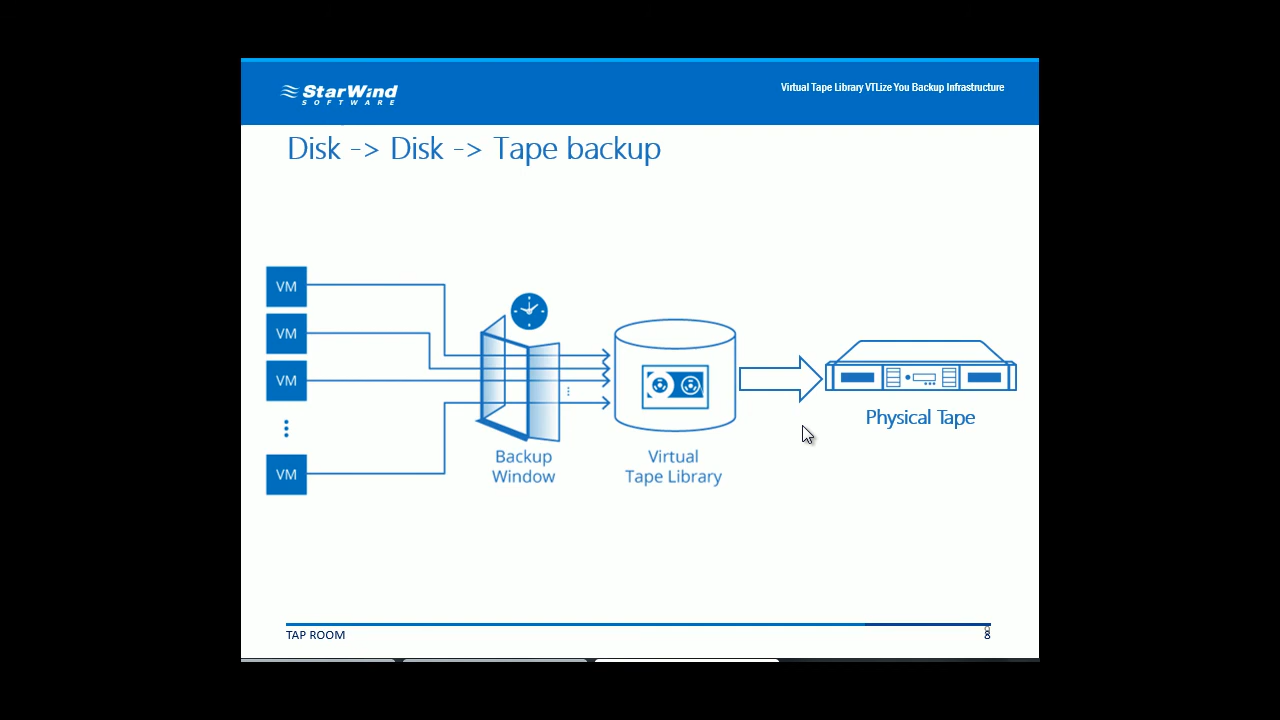 StarWind
SOFTWARE
Virtual Tape Library VTLize You Backup Infrastructure
Disk -> Disk -> Tape backup
VM
VM
VM
VM
Backup
Window
Virtual
Tape Library
Physical Tape
TAP ROOM
8